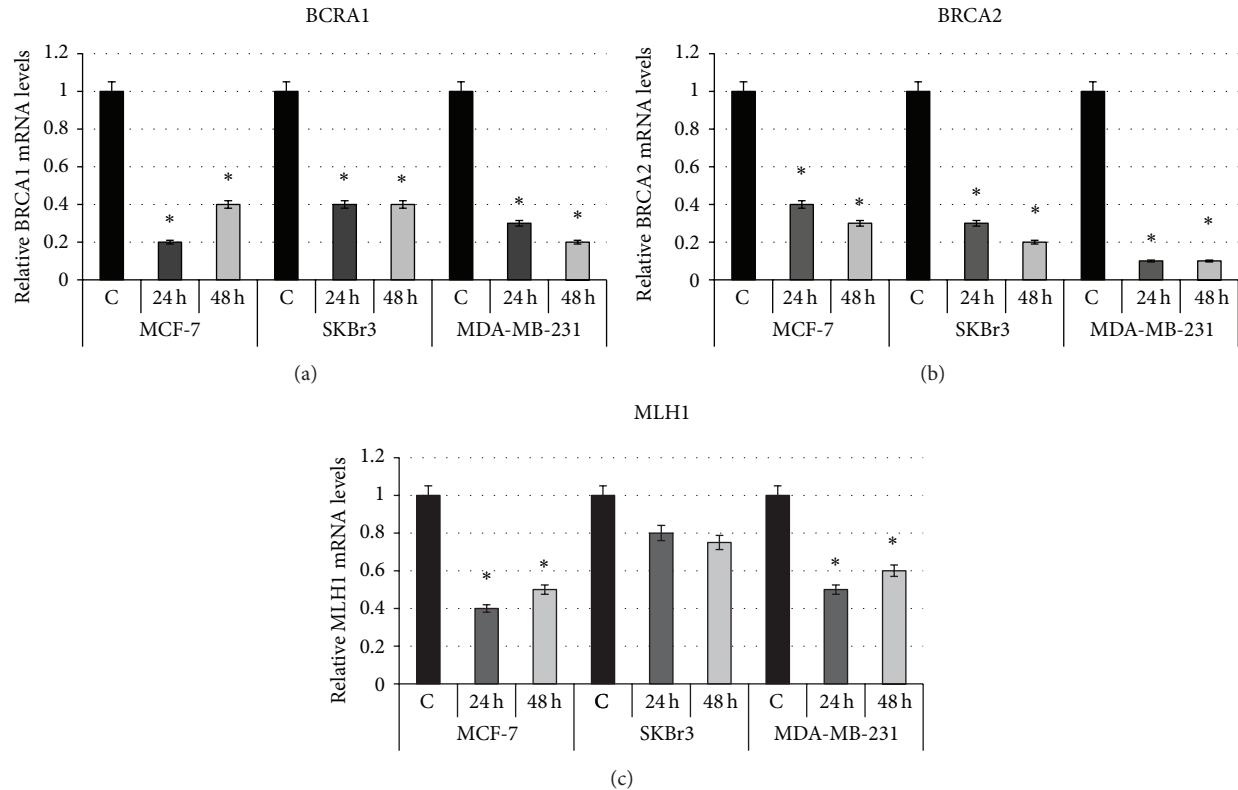 BCRA1
Relative BRCA1 mRNA levels
1.2
1
0.8
0.6
0.4
0.2
0
* * * * * *
C 24 h 48 h C 24 h 48 h C 24 h 48 h
MCF-7 SKBr3 MDA-MB-231
(a)
BRCA2
Relative BRCA2 mRNA levels
1.2
1
0.8
0.6
0.4
0.2
0
* * * * * *
C 24 h 48 h C 24 h 48 h C 24 h 48 h
MCF-7 SKBr3 MDA-MB-231
(b)
MLH1
Relative MLH1 mRNA levels
1.2
1
0.8
0.6
0.4
0.2
0
* * * *
C 24 h 48 h C 24 h 48 h C 24 h 48 h
MCF-7 SKBr3 MDA-MB-231
(c)